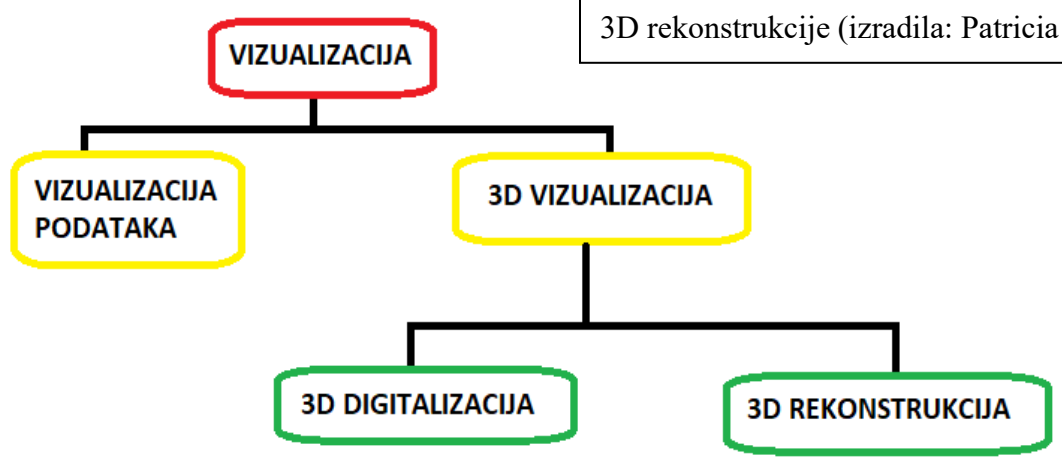 3D rekonstrukcije (izradila: Patricia
VIZUALIZACIJA
VIZUALIZACIJA
PODATAKA
3D VIZUALIZACIJA
3D DIGITALIZACIJA
3D REKONSTRUKCIJA